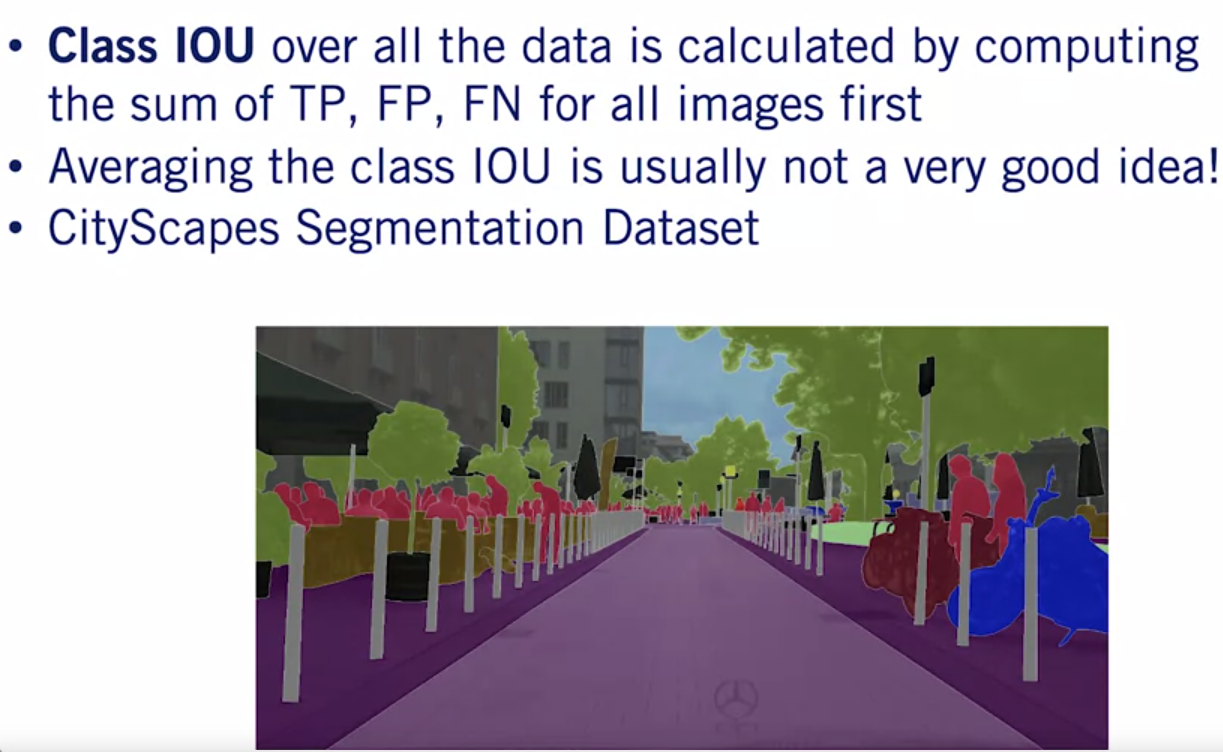 • Class IOU over all the data is calculated by computing
the sum of TP, FP, FN for all images first
• Averaging the class IOU is usually not a very good idea!
• CityScapes Segmentation Dataset